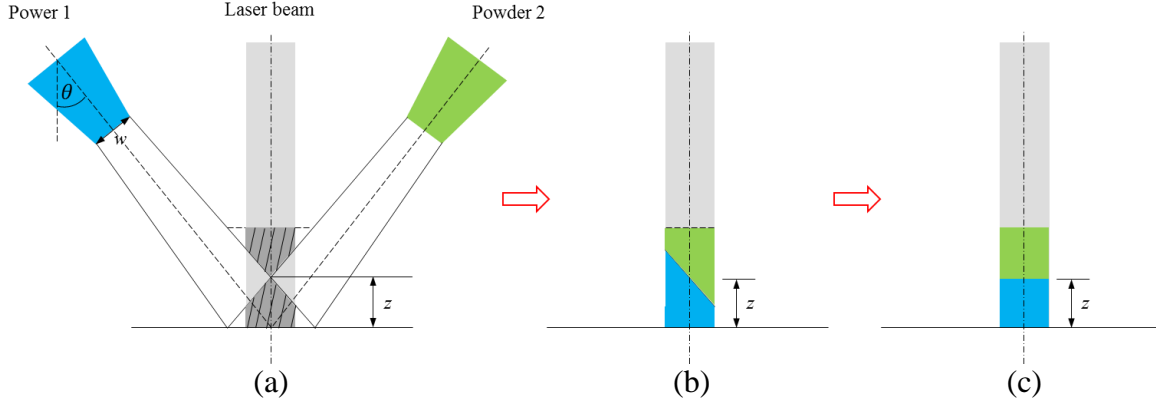 Power 1
Laser beam
Powder 2
θ
w
z
z
z
(a)
(b)
(c)